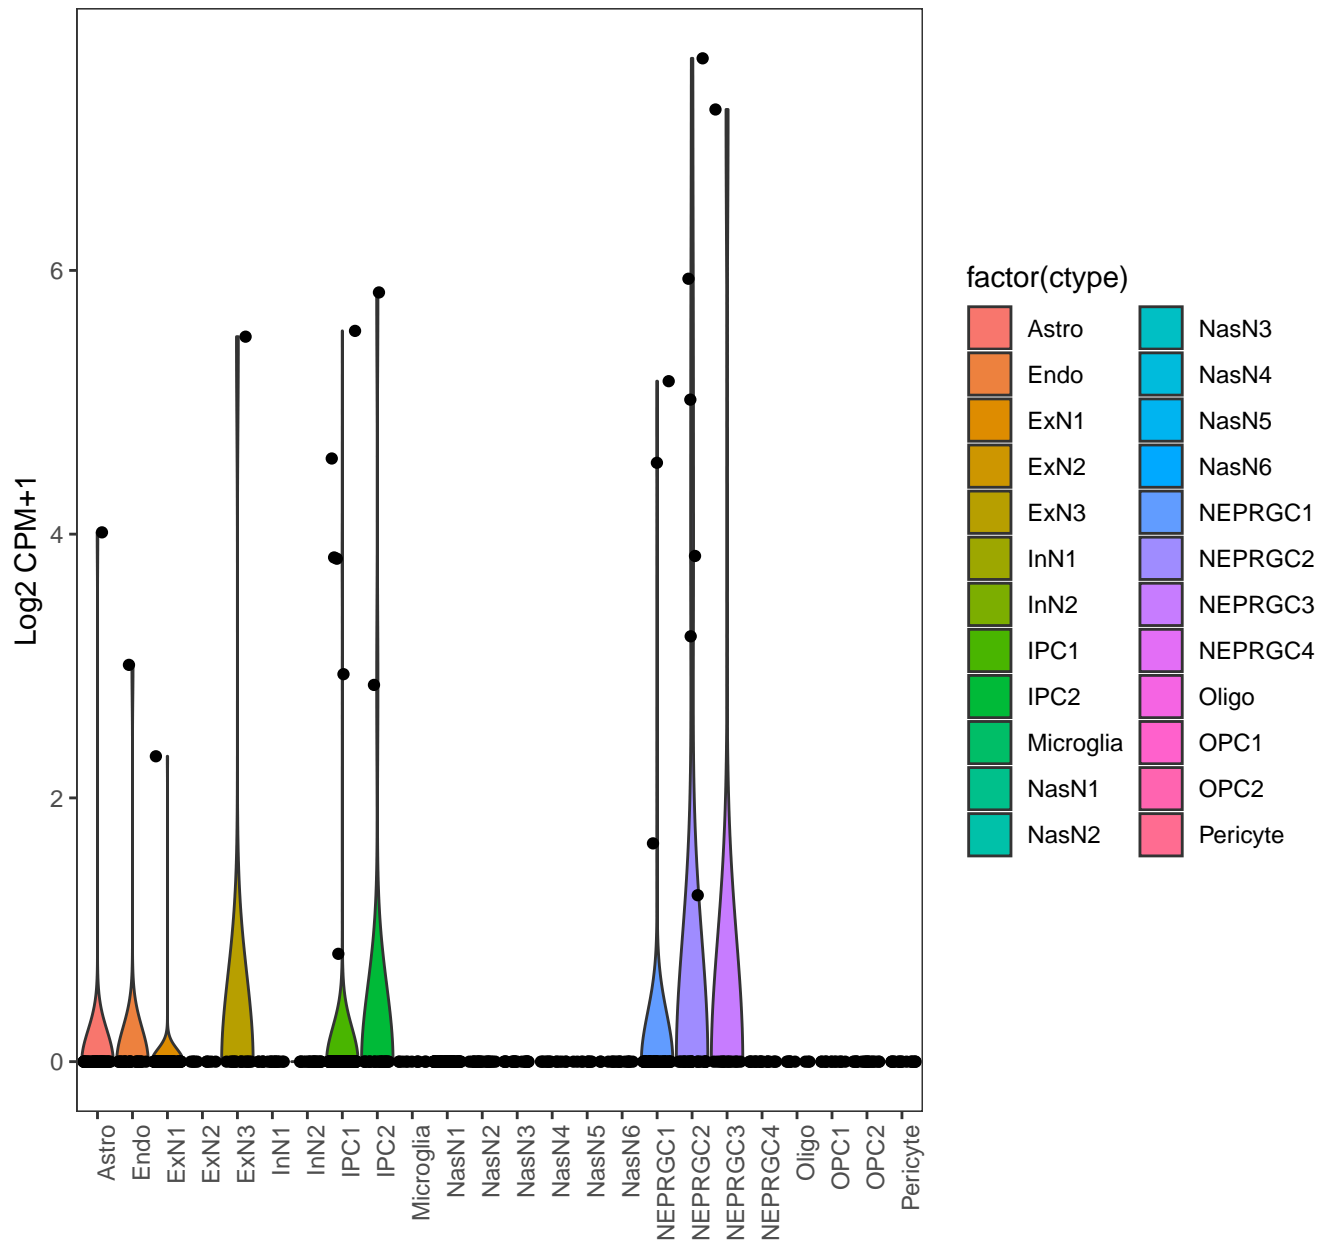 Log2 CPM+1
6
4
2
0
Astro
Endo
ExN1
ExN2
ExN3
InN1
InN2
IPC1
IPC2
Microglia
NasN1
NasN2
NasN3
NasN4
NasN5
NasN6
NEPRGC1
NEPRGC2
NEPRGC3
NEPRGC4
Oligo
OPC1
OPC2
Pericyte
factor(ctype)
Astro
Endo
ExN1
ExN2
ExN3
InN1
InN2
IPC1
IPC2
Microglia
NasN1
NasN2
NasN3
NasN4
NasN5
NasN6
NEPRGC1
NEPRGC2
NEPRGC3
NEPRGC4
Oligo
OPC1
OPC2
Pericyte